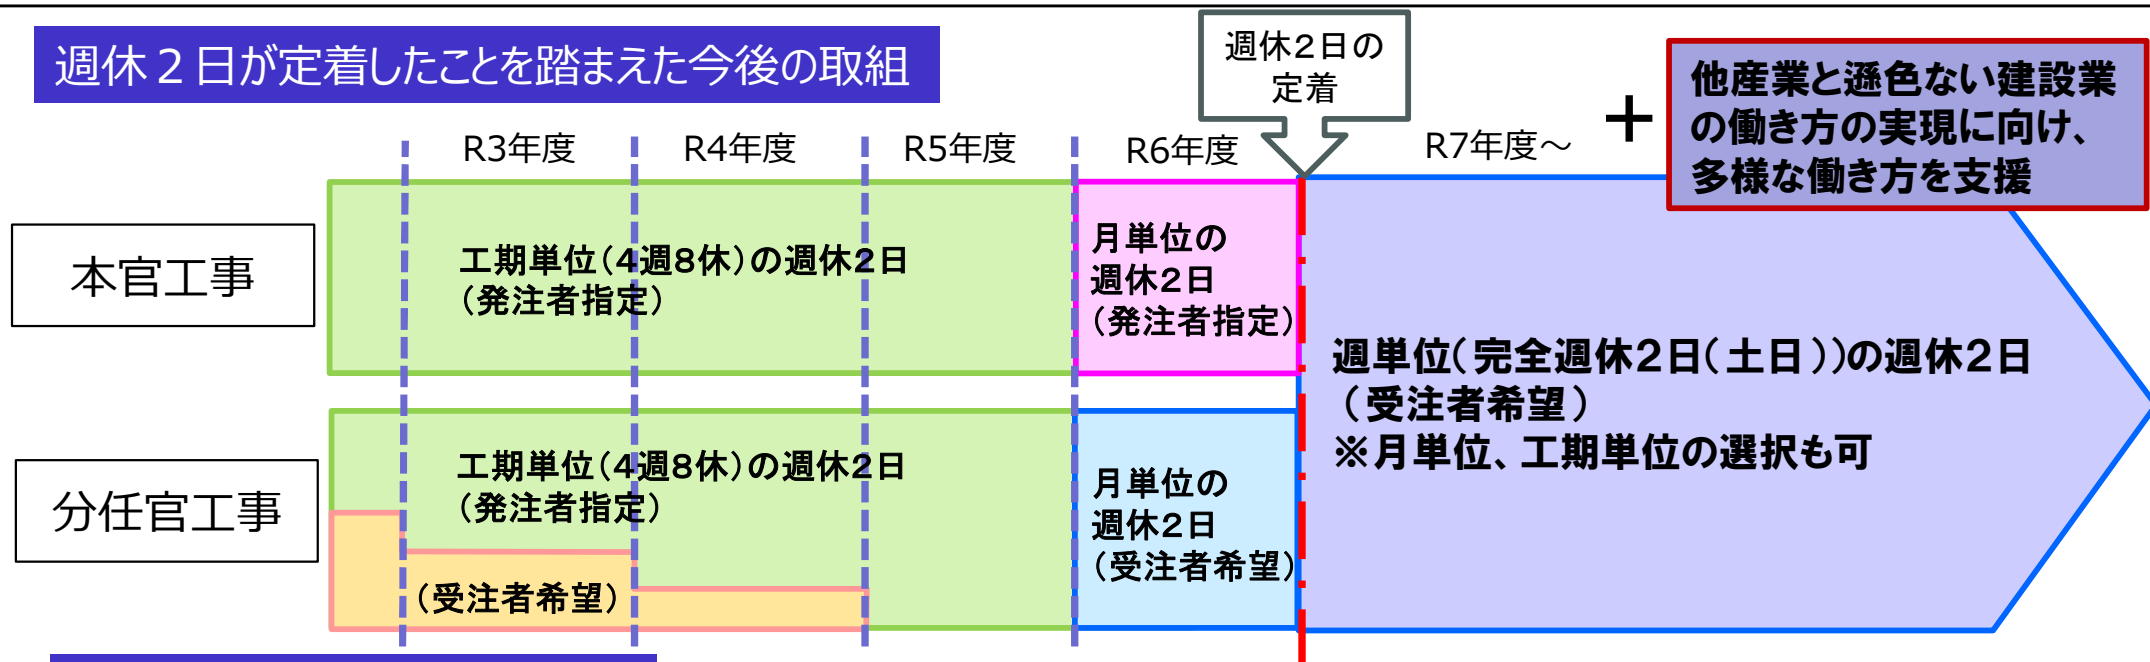 週休２日が定着したことを踏まえた今後の取組
週休2日の
定着
＋
他産業と遜色ない建設業
の働き方の実現に向け、
多様な働き方を支援
R3年度
R4年度
R5年度
R6年度
R7年度～
本官工事
工期単位(4週8休)の週休2日
(発注者指定)
月単位の
週休2日
(発注者指定)
週単位(完全週休2日(土日))の週休2日
(受注者希望)
※月単位、工期単位の選択も可
分任官工事
工期単位(4週8休)の週休2日
(発注者指定)
(受注者希望)
月単位の
週休2日
(受注者希望)